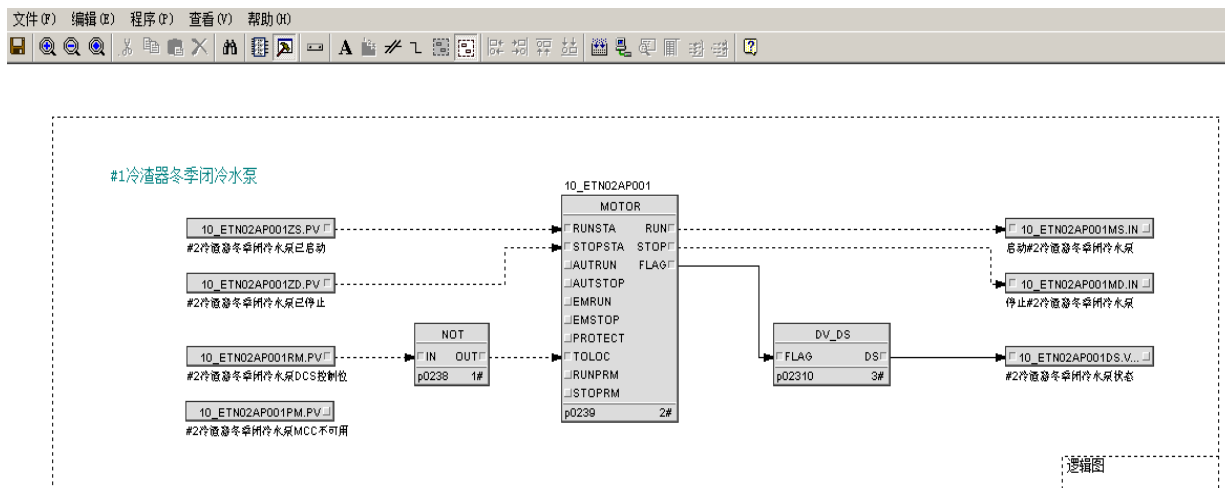 文件(F) 编辑(E) 程序(P) 查看(V) 帮助(H)
A
#1冷渣器冬季闭冷水泵
10_ETN02AP001
MOTOR
10_ETN02AP001ZS.PV
#2冷渣器冬季闭冷水泵已启动
10_ETN02AP001ZD.PV
#2冷渣器冬季闭冷水泵已停止
10_ETN02AP001RM.PV
#2冷渣器冬季闭冷水泵DCS控制位
10_ETN02AP001PM.PV
#2冷渣器冬季闭冷水泵MCC不可用
NOT
IN OUT
p0238 1#
RUNSTA RUN
STOPSTA STOP
AUTRUN FLAG
AUTSTOP
EMRUN
EMSTOP
PROTECT
TOLOC
RUNPRM
STOPRM
p0239 2#
DV_DS
FLAG DS
p02310 3#
10_ETN02AP001MS.IN
启动#2冷渣器冬季闭冷水泵
10_ETN02AP001MD.IN
停止#2冷渣器冬季闭冷水泵
10_ETN02AP001DS.V...
#2冷渣器冬季闭冷水泵状态
逻辑图